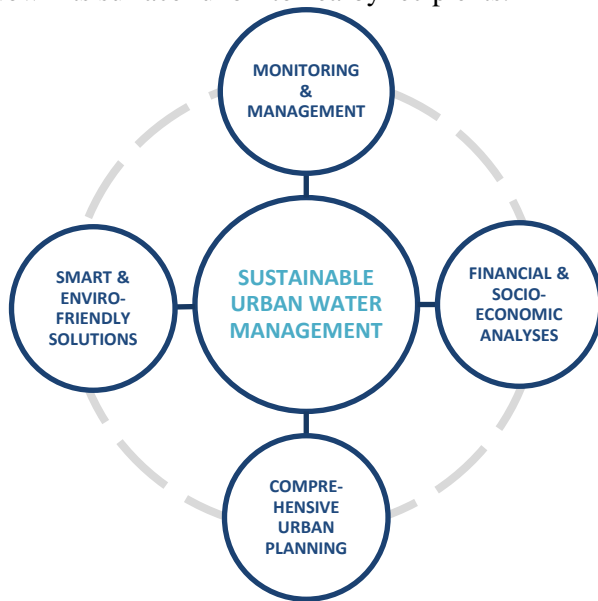 MONITORING
&
MANAGEMENT
SMART &
ENVIRO-
FRIENDLY
SOLUTIONS
SUSTAINABLE
URBAN WATER
MANAGEMENT
FINANCIAL &
SOCIO-
ECONOMIC
ANALYSES
COMPRE-
HENSIVE
URBAN
PLANNING